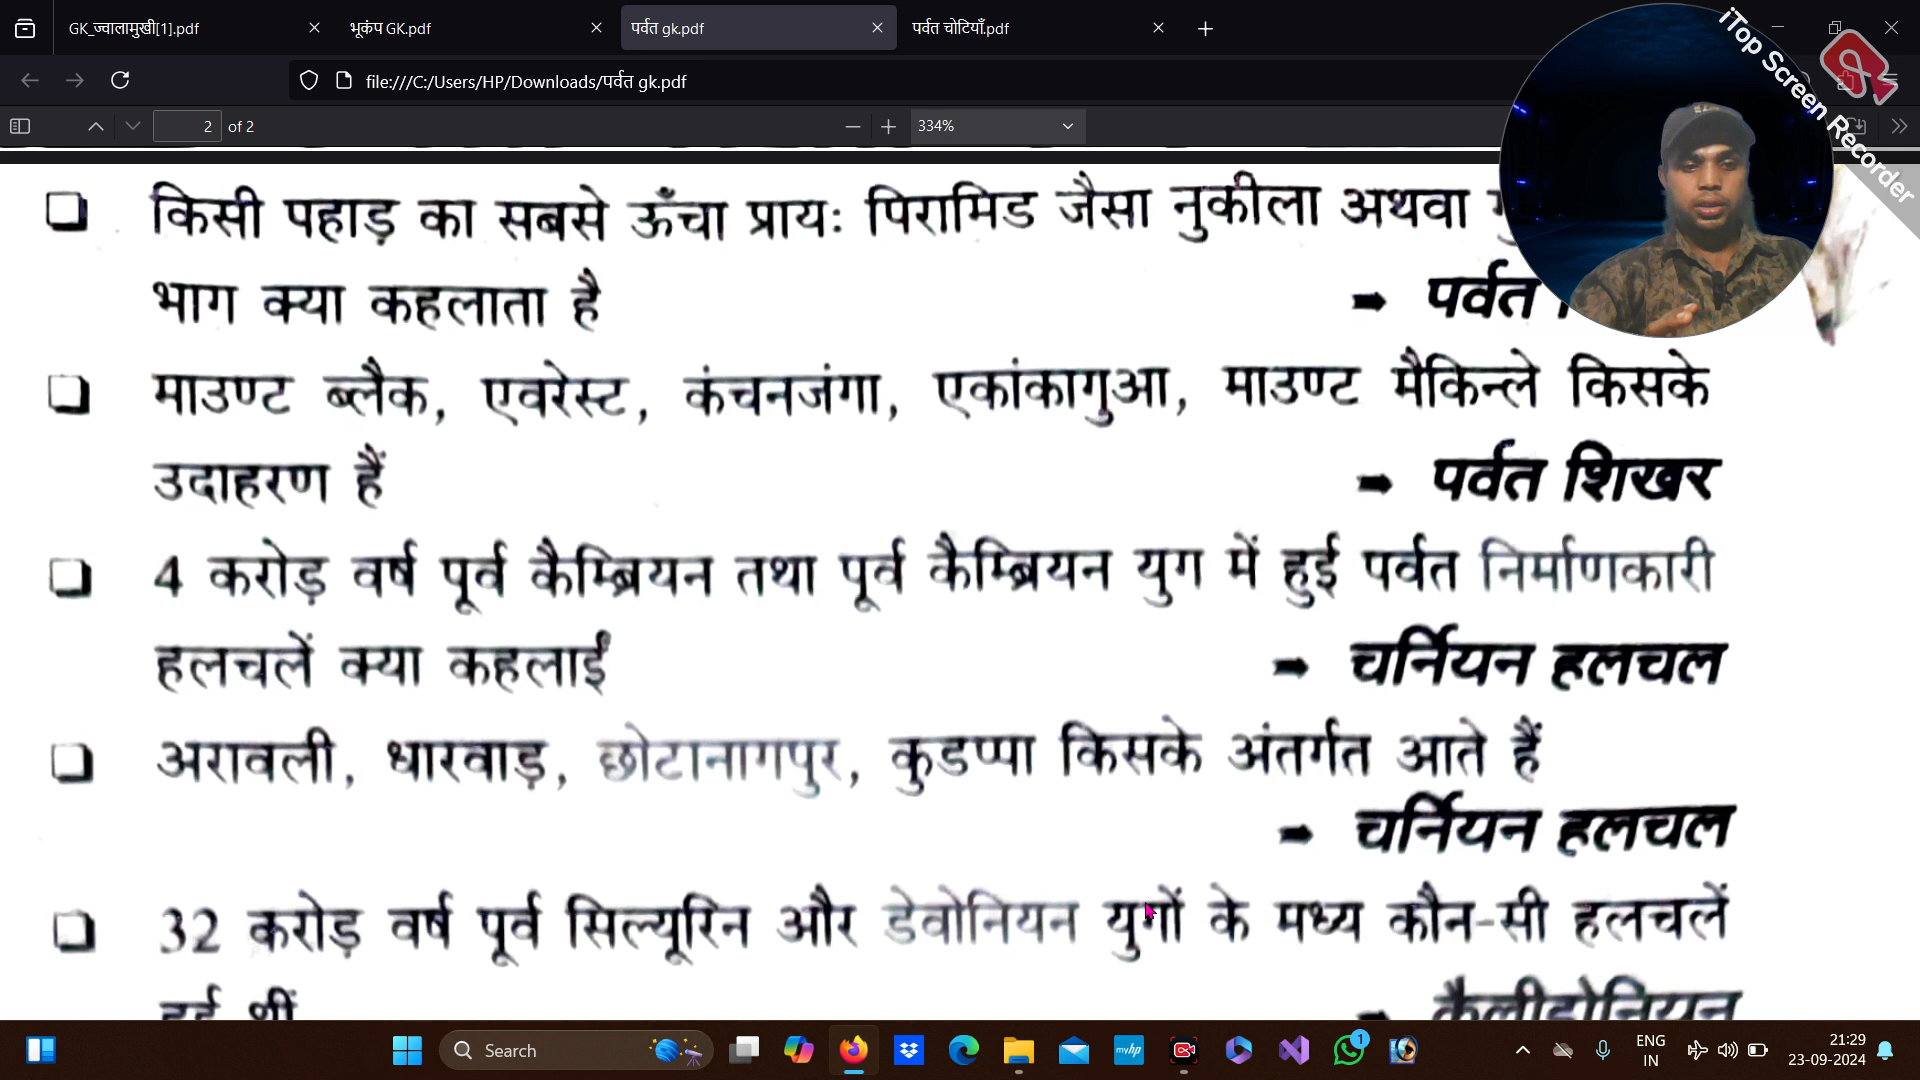 GK_ज्वालामुखी[1].pdf
भूकंप GK.pdf
पर्वत gk.pdf
पर्वत चोटियाँ.pdf
file:///C:/Users/HP/Downloads/पर्वत gk.pdf
2 of 2
334%
iTop Screen Recorder
किसी पहाड़ का सबसे ऊँचा प्रायः पिरामिड जैसा नुकीला अथवा
भाग क्या कहलाता है ➡ पर्वत
माउण्ट ब्लैक, एवरेस्ट, कंचनजंगा, एकांकागुआ, माउण्ट मैकिन्ले किसके
उदाहरण हैं ➡ पर्वत शिखर
4 करोड़ वर्ष पूर्व कैम्ब्रियन तथा पूर्व कैम्ब्रियन युग में हुई पर्वत निर्माणकारी
हलचलें क्या कहलाईं ➡ चर्नियन हलचल
अरावली, धारवाड़, छोटानागपुर, कुडप्पा किसके अंतर्गत आते हैं
➡ चर्नियन हलचल
32 करोड़ वर्ष पूर्व सिल्यूरिन और डेवोनियन युगों के मध्य कौन-सी हलचलें
हुई थीं ➡ कैलीडोनियन
Search
myhp
1
ENG
IN
21:29
23-09-2024